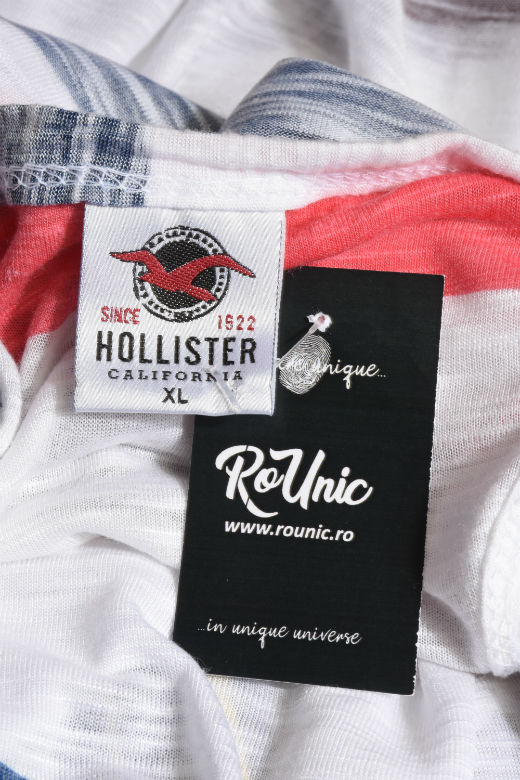 SINCE 1922
HOLLISTER
CALIFORNIA
XL
unique...
RoUnic
www.rounic.ro
...in unique universe